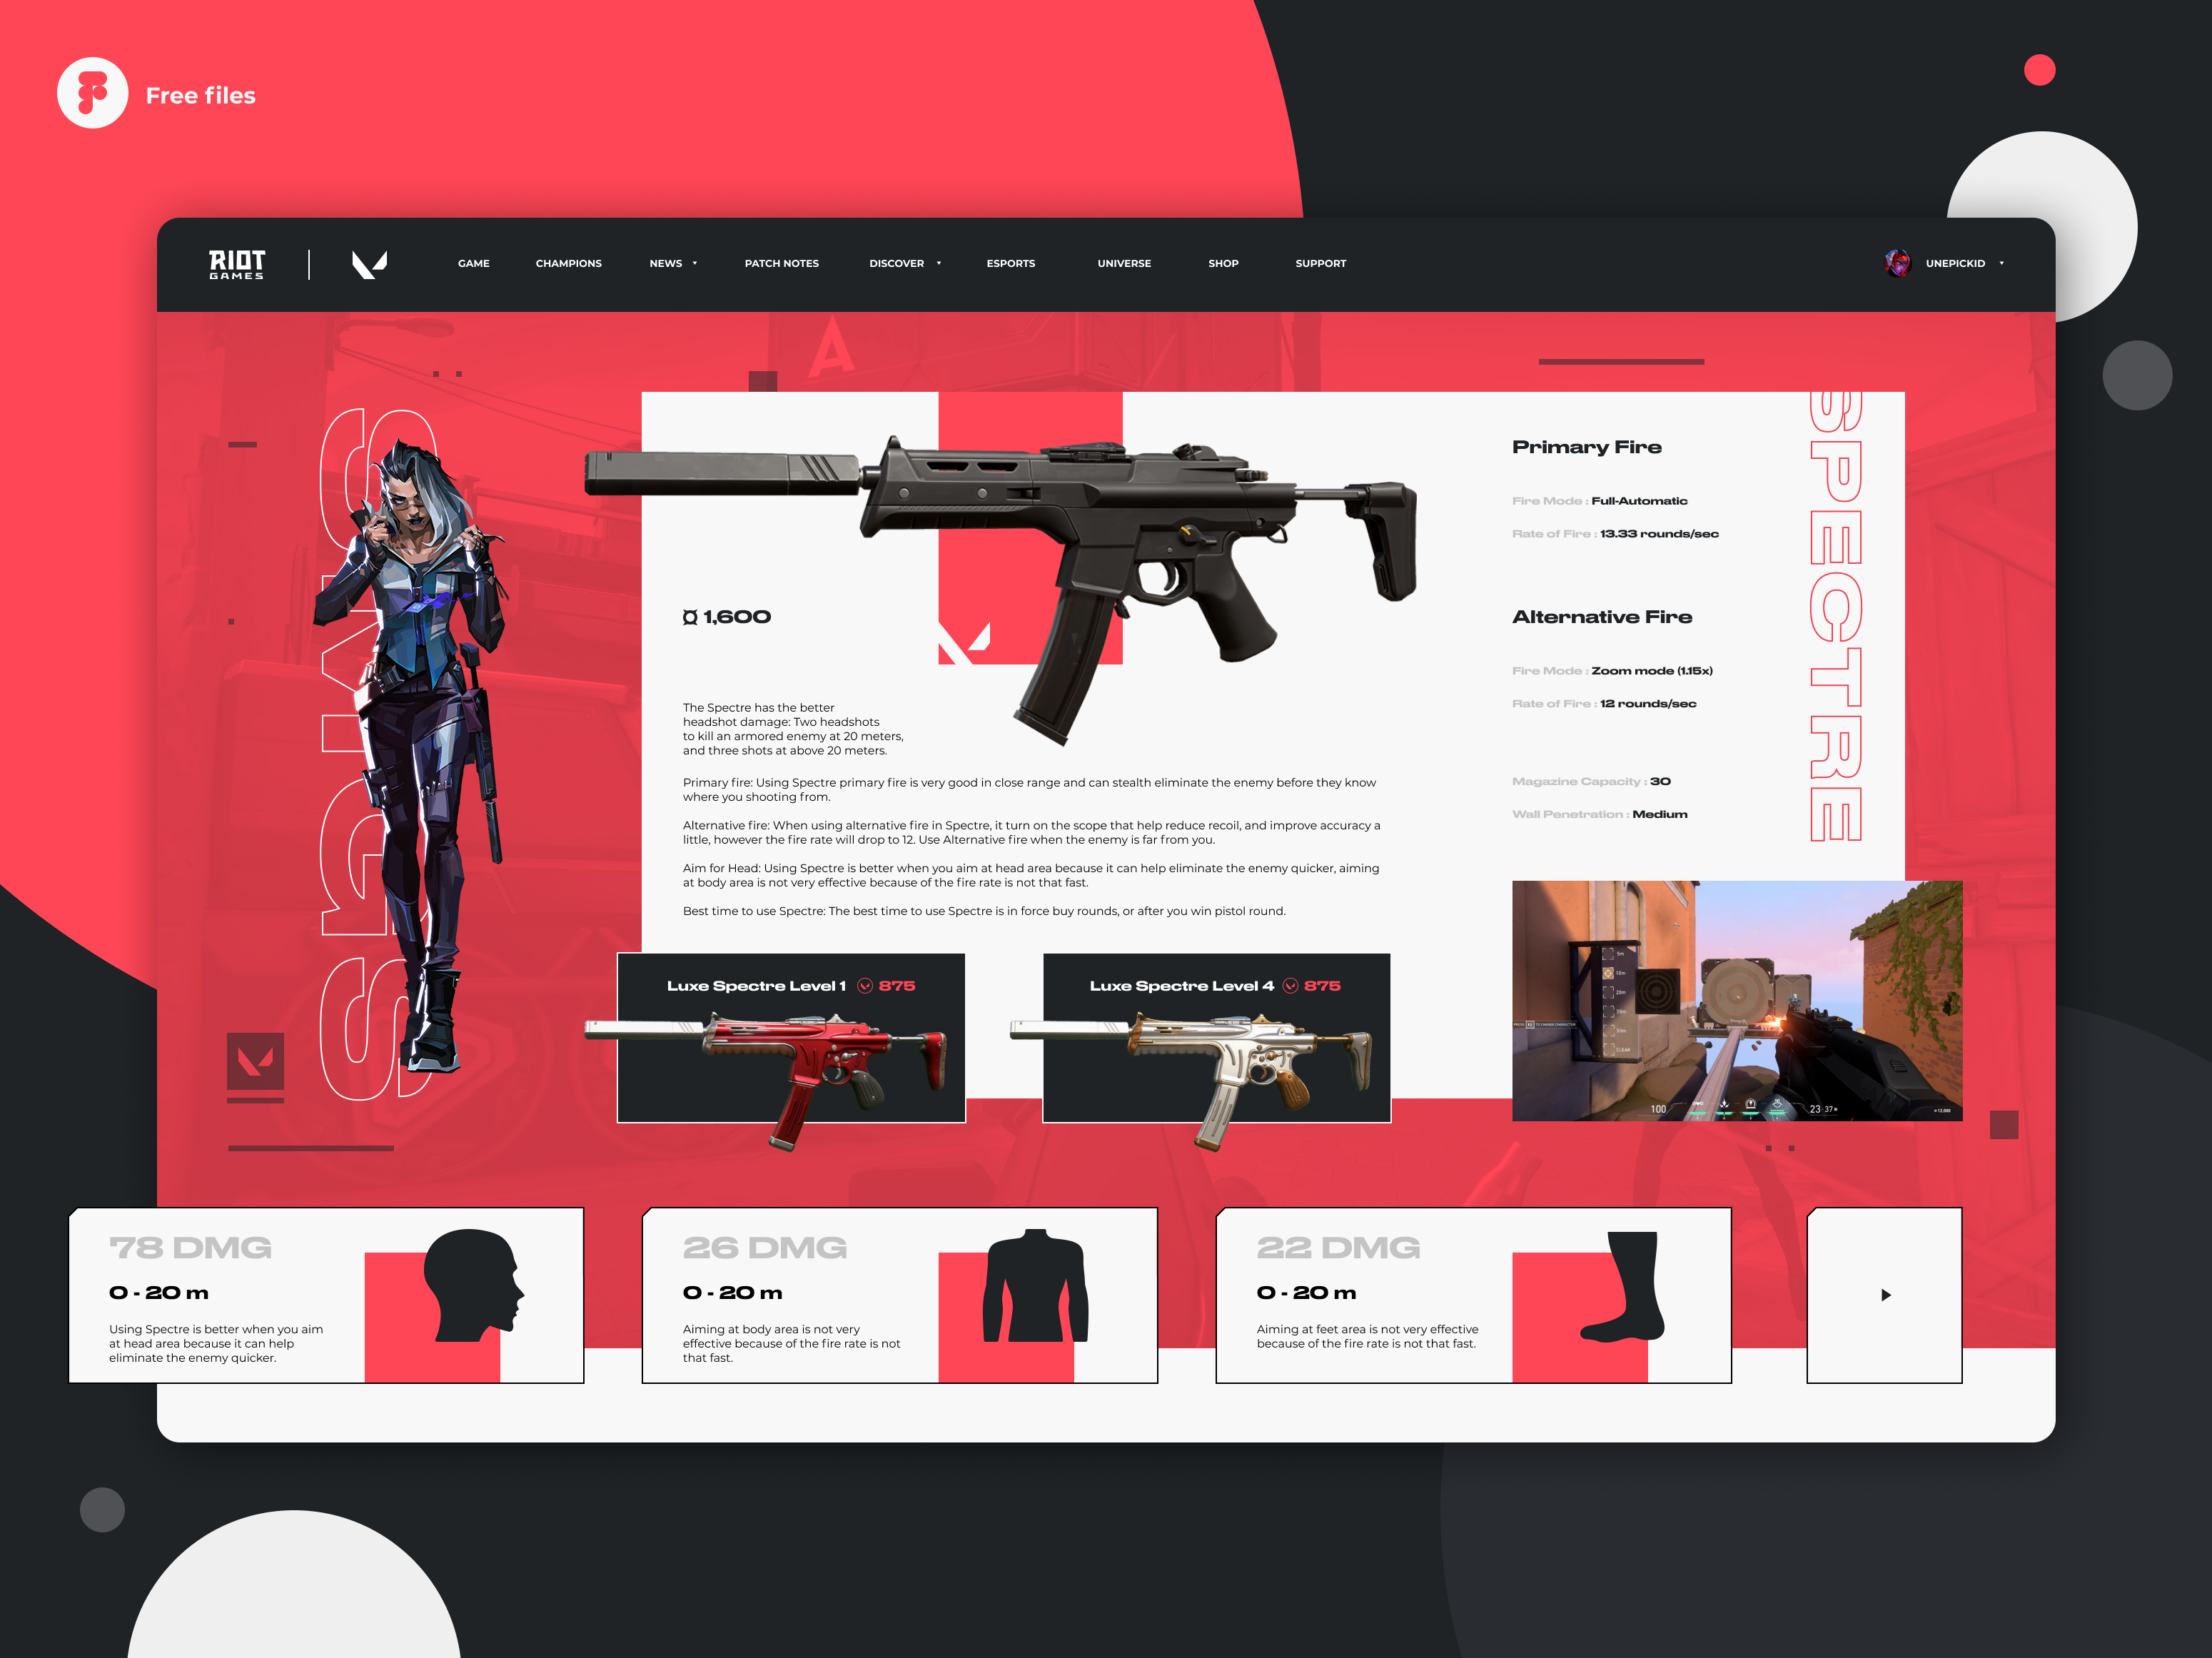 Free files
RIOT
GAMES
GAME
CHAMPIONS
NEWS
PATCH NOTES
DISCOVER
ESPORTS
UNIVERSE
SHOP
SUPPORT
UNEPICKID
A
1,600
The Spectre has the better
headshot damage: Two headshots
to kill an armored enemy at 20 meters,
and three shots at above 20 meters.
Primary fire: Using Spectre primary fire is very good in close range and can stealth eliminate the enemy before they know
where you shooting from.
Alternative fire: When using alternative fire in Spectre, it turn on the scope that help reduce recoil, and improve accuracy a
little, however the fire rate will drop to 12. Use Alternative fire when the enemy is far from you.
Aim for Head: Using Spectre is better when you aim at head area because it can help eliminate the enemy quicker, aiming
at body area is not very effective because of the fire rate is not that fast.
Best time to use Spectre: The best time to use Spectre is in force buy rounds, or after you win pistol round.
Primary Fire
Fire Mode : Full-Automatic
Rate of Fire : 13.33 rounds/sec
Alternative Fire
Fire Mode : Zoom mode (1.15x)
Rate of Fire : 12 rounds/sec
Magazine Capacity : 30
Wall Penetration : Medium
SPECTRE
Luxe Spectre Level 1 875
Luxe Spectre Level 4 875
5m
10m
CLEAR
100
23 37
78 DMG
0 - 20 m
Using Spectre is better when you aim
at head area because it can help
eliminate the enemy quicker.
26 DMG
0 - 20 m
Aiming at body area is not very
effective because of the fire rate is not
that fast.
22 DMG
0 - 20 m
Aiming at feet area is not very effective
because of the fire rate is not that fast.